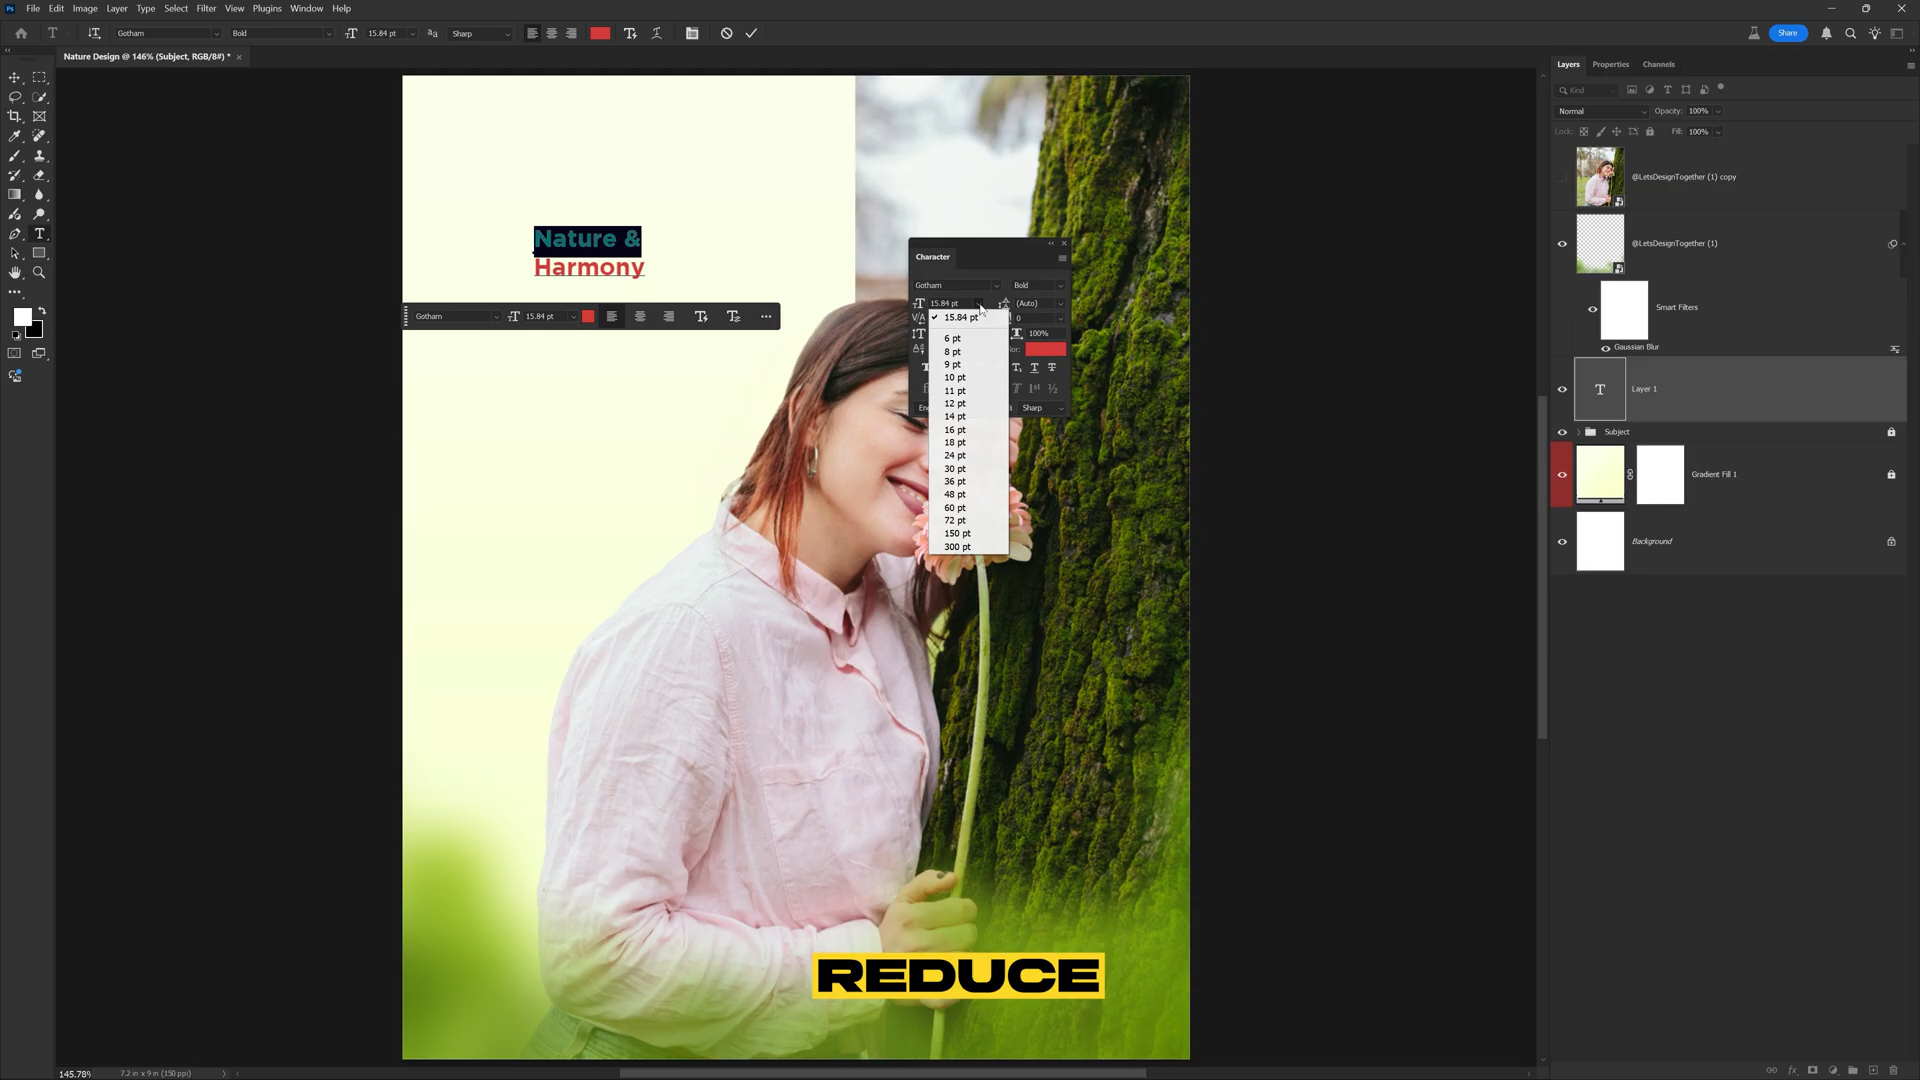 File Edit Image Layer Type Select Filter View Plugins Window Help
Gotham Bold 15.84 pt Sharp Share
Nature Design @ 146% (Subject, RGB/8#) *
Layers Properties Channels
Kind
Normal Opacity: 100%
Lock: Fill: 100%
@LetsDesignTogether (1) copy
@LetsDesignTogether (1)
Smart Filters
Gaussian Blur
Layer 1
Subject
Gradient Fill 1
Background
Nature &
Harmony
Gotham 15.84 pt
Character
Gotham Bold
15.84 pt (Auto)
15.84 pt 0
100%
6 pt
8 pt
9 pt
10 pt
11 pt
12 pt
14 pt
16 pt
18 pt
24 pt
30 pt
36 pt
48 pt
60 pt
72 pt
150 pt
300 pt
Sharp
REDUCE
145.78% 7.2 in x 9 in (150 ppi)